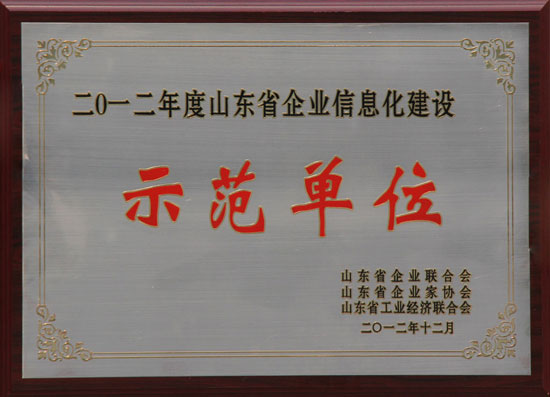 二〇一二年度山东省企业信息化建设
示范单位
山东省企业联合会
山东省企业家协会
山东省工业经济联合会
二〇一二年十二月